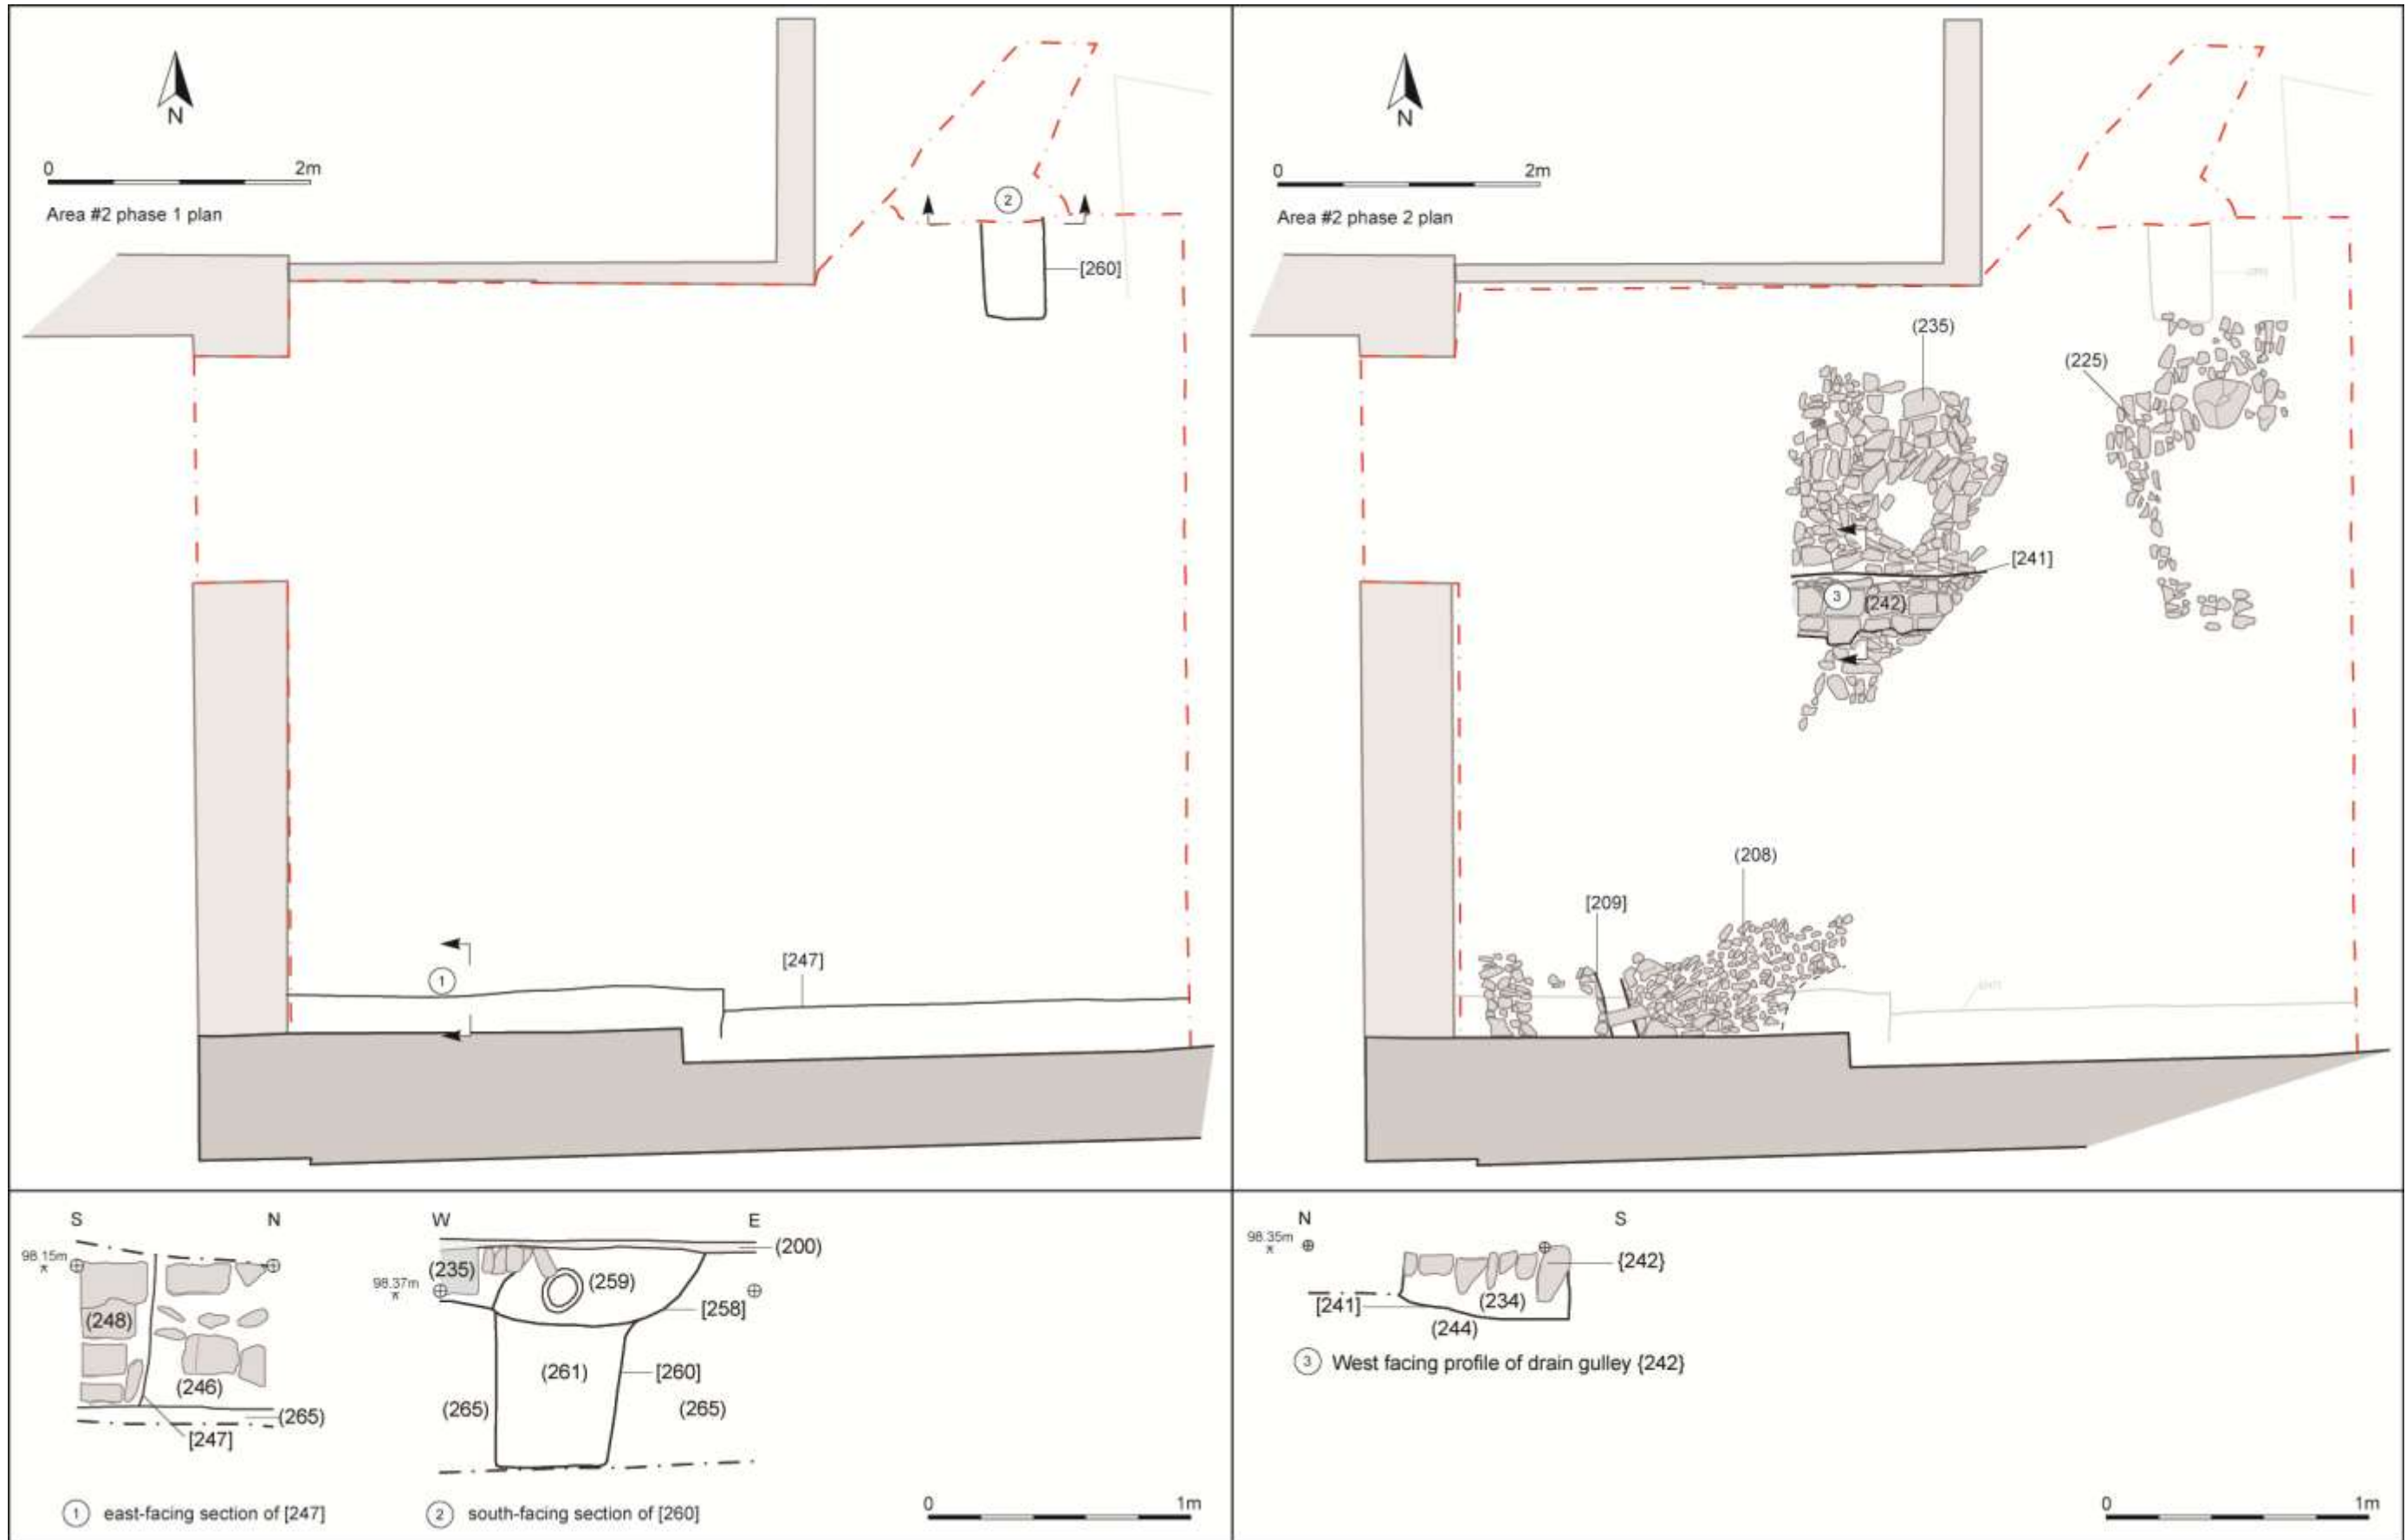 N
0 2m
Area #2 phase 1 plan
2
[260]
1
[247]
N
0 2m
Area #2 phase 2 plan
(235)
(225)
[241]
3
{242}
(208)
[209]
S N
98.15m
(248)
(246)
(265)
[247]
1 east-facing section of [247]
W E
(200)
(235)
98.37m
(259)
[258]
(261)
[260]
(265)
(265)
2 south-facing section of [260]
0 1m
N S
98.35m
{242}
[241]
(234)
(244)
3 West facing profile of drain gulley {242}
0 1m